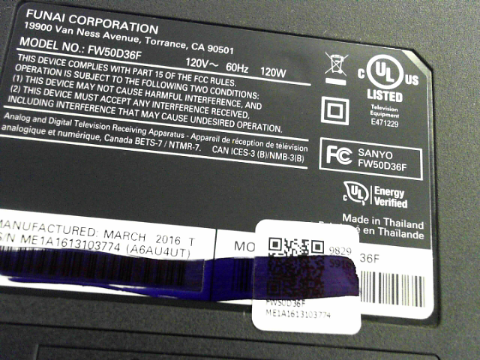 FUNAI CORPORATION
19900 Van Ness Avenue, Torrance, CA 90501
MODEL NO.: FW50D36F 120V~ 60Hz 120W
THIS DEVICE COMPLIES WITH PART 15 OF THE FCC RULES.
OPERATION IS SUBJECT TO THE FOLLOWING TWO CONDITIONS:
(1) THIS DEVICE MAY NOT CAUSE HARMFUL INTERFERENCE, AND
(2) THIS DEVICE MUST ACCEPT ANY INTERFERENCE RECEIVED,
INCLUDING INTERFERENCE THAT MAY CAUSE UNDESIRED OPERATION.
Analog and Digital Television Receiving Apparatus - Appareil de réception de télévision
analogique et numérique, Canada BETS-7 / NTMR-7. CAN ICES-3 (B)/NMB-3(B)
C UL US
LISTED
Television
Equipment
E471229
FC SANYO
FW50D36F
C UL Energy
Verified
Made in Thailand
en Thaïlande
MANUFACTURED: MARCH 2016 T
S/N ME1A1613103774 (A6AU4UT)
MO
36F
9829
FW50D36F
ME1A1613103774